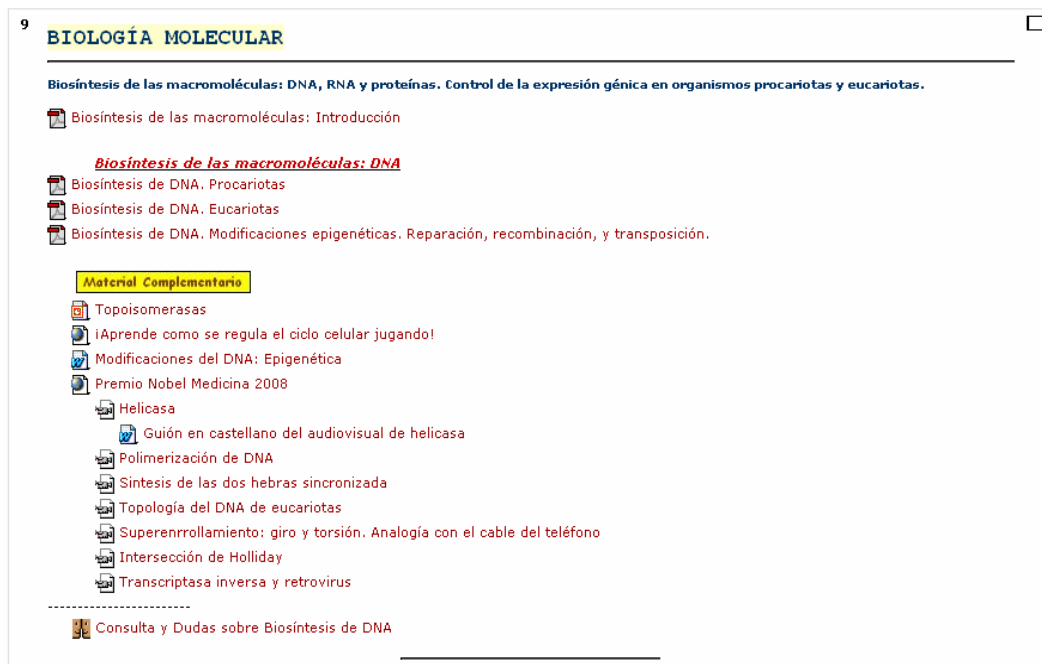 9
BIOLOGÍA MOLECULAR
Biosíntesis de las macromoléculas: DNA, RNA y proteínas. Control de la expresión génica en organismos procariotas y eucariotas.
Biosíntesis de las macromoléculas: Introducción
Biosíntesis de las macromoléculas: DNA
Biosíntesis de DNA. Procariotas
Biosíntesis de DNA. Eucariotas
Biosíntesis de DNA. Modificaciones epigenéticas. Reparación, recombinación, y transposición.
Material Complementario
Topoisomerasas
¡Aprende como se regula el ciclo celular jugando!
Modificaciones del DNA: Epigenética
Premio Nobel Medicina 2008
Helicasa
Guión en castellano del audiovisual de helicasa
Polimerización de DNA
Sintesis de las dos hebras sincronizada
Topología del DNA de eucariotas
Superenrrollamiento: giro y torsión. Analogía con el cable del teléfono
Intersección de Holliday
Transcriptasa inversa y retrovirus
------------------------
Consulta y Dudas sobre Biosíntesis de DNA